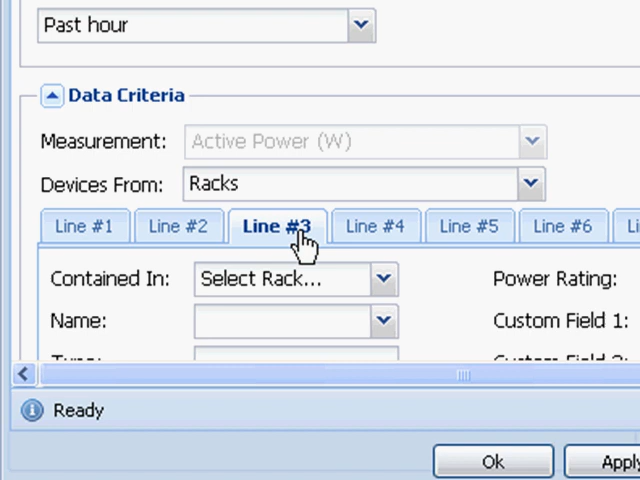 Past hour
Data Criteria
Measurement: Active Power (W)
Devices From: Racks
Line #1 Line #2 Line #3 Line #4 Line #5 Line #6
Contained In: Select Rack... Power Rating:
Name: Custom Field 1:
Ready
Ok Apply